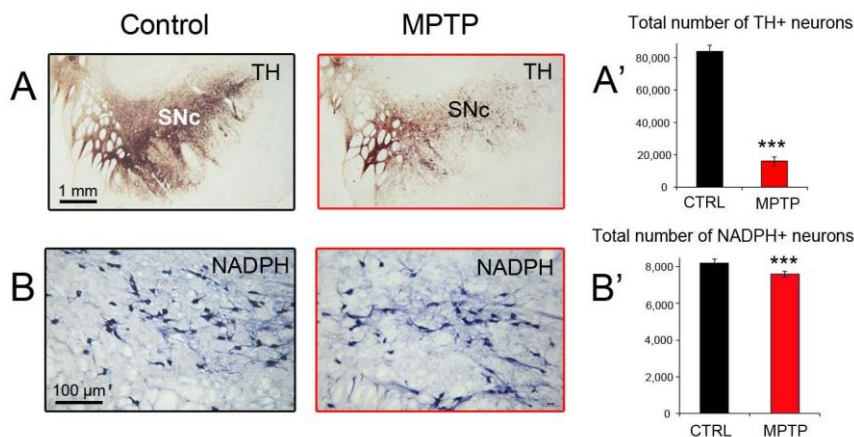 Control
MPTP
Total number of TH+ neurons
A
TH
SNc
1 mm
TH
SNc
A'
80,000
60,000
40,000
20,000
0
***
CTRL
MPTP
Total number of NADPH+ neurons
B
NADPH
100 µm
NADPH
B'
8,000
6,000
4,000
2,000
0
***
CTRL
MPTP